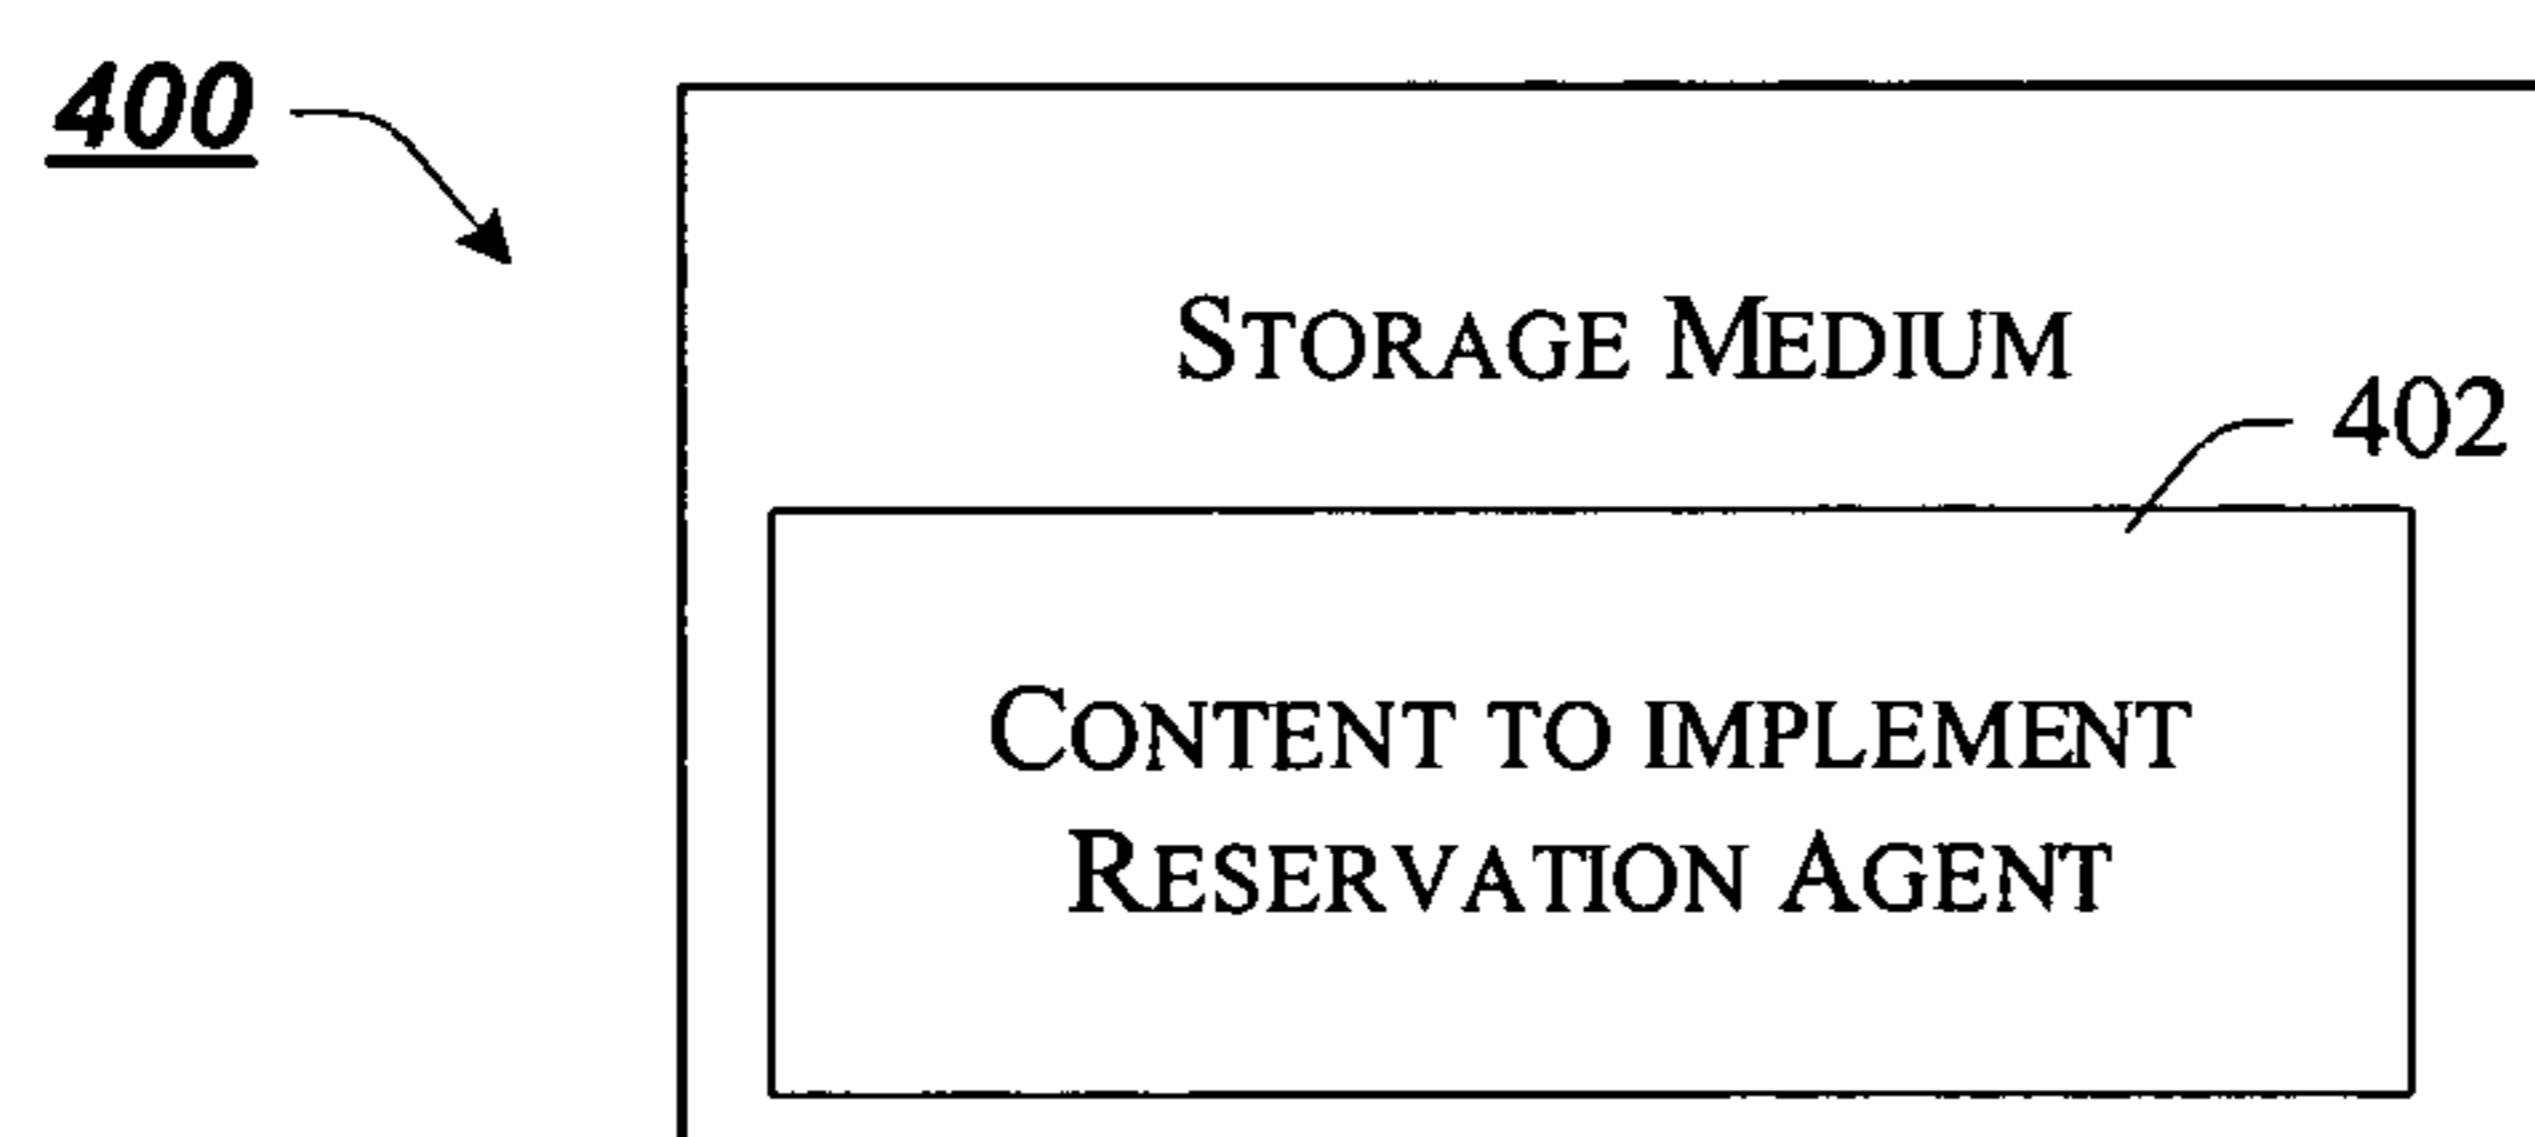 400
STORAGE MEDIUM
402
CONTENT TO IMPLEMENT
RESERVATION AGENT